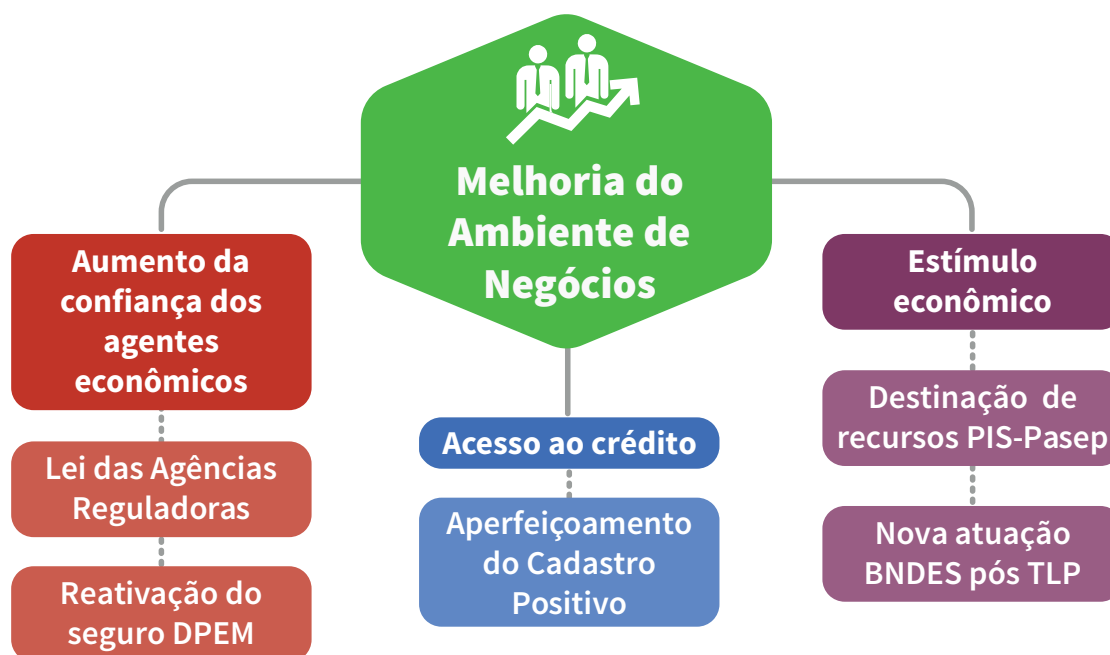 Melhoria do
Ambiente de
Negócios
Aumento da
confiança dos
agentes
econômicos
Lei das Agências
Reguladoras
Reativação do
seguro DPEM
Acesso ao crédito
Aperfeiçoamento
do Cadastro
Positivo
Estímulo
econômico
Destinação de
recursos PIS-Pasep
Nova atuação
BNDES pós TLP